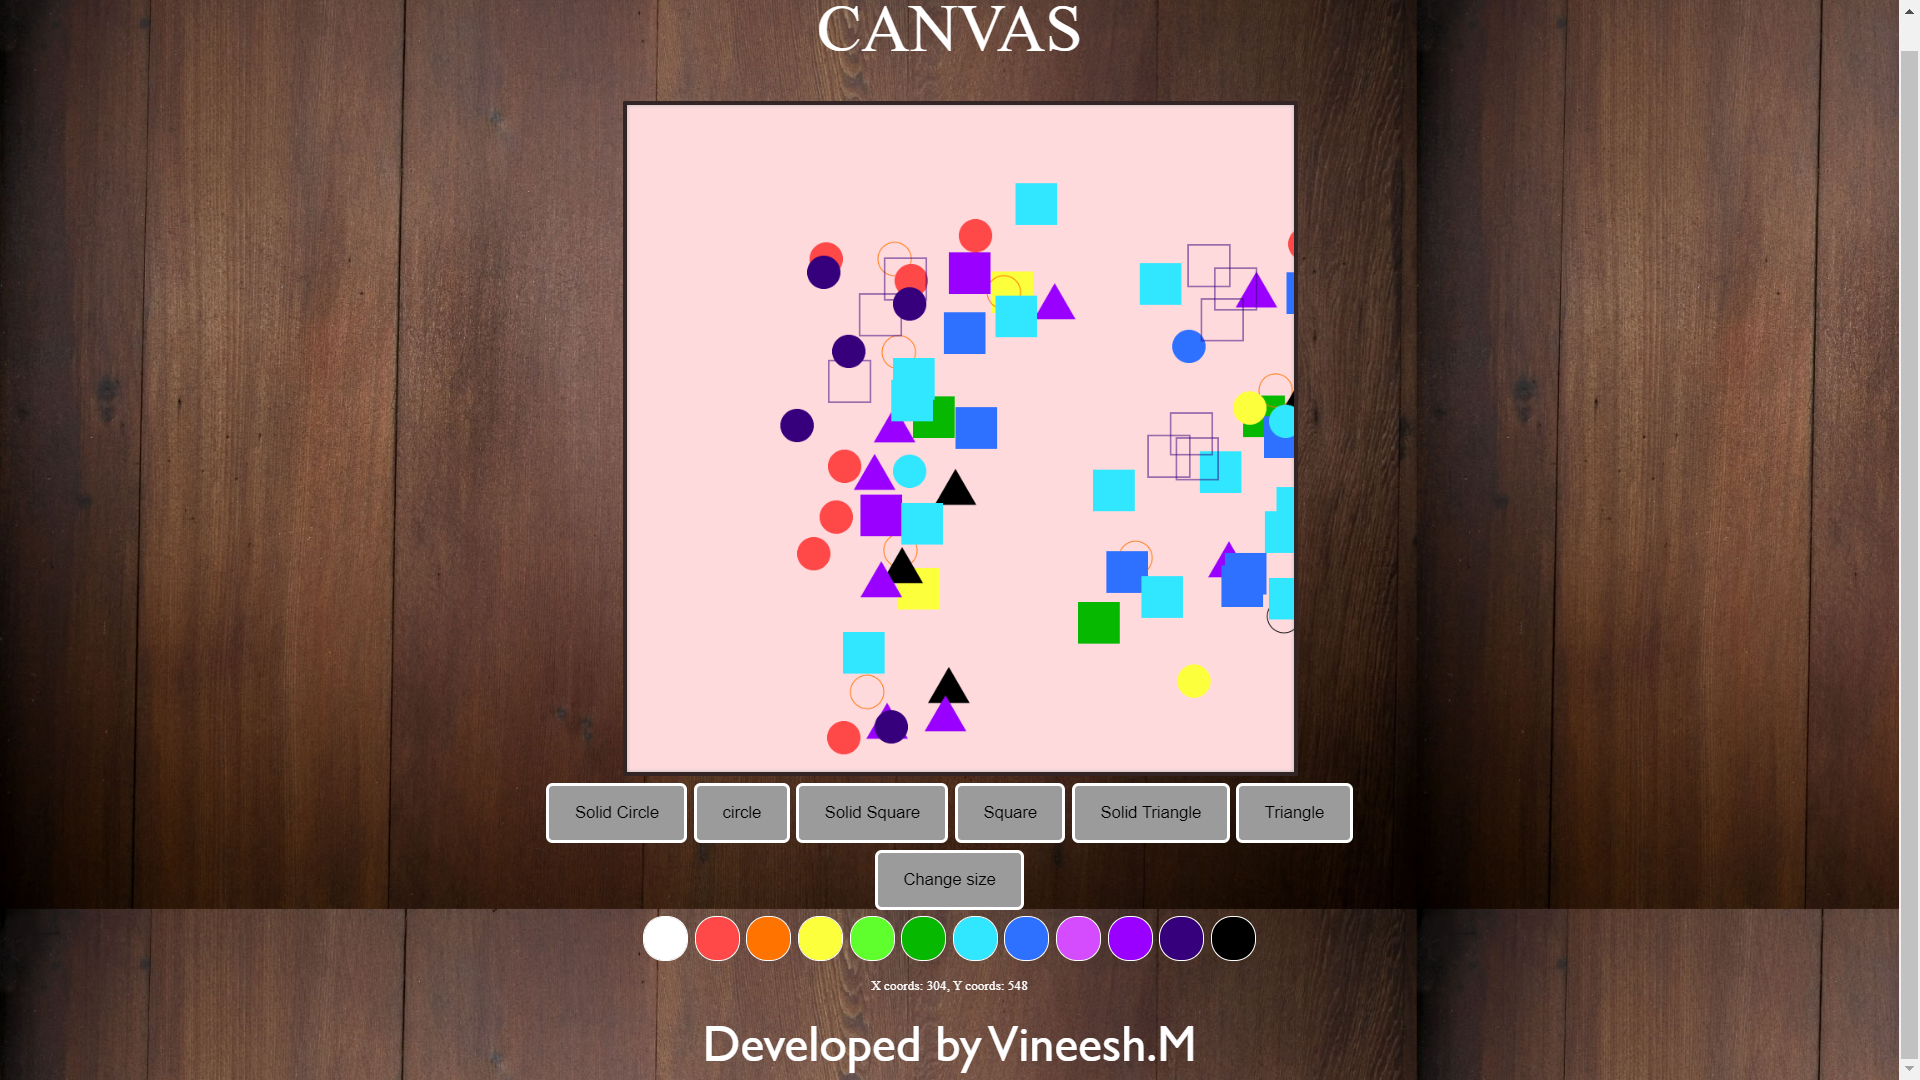 CANVAS
Solid Circle circle Solid Square Square Solid Triangle Triangle
Change size
X coords: 304, Y coords: 548
Developed by Vineesh.M